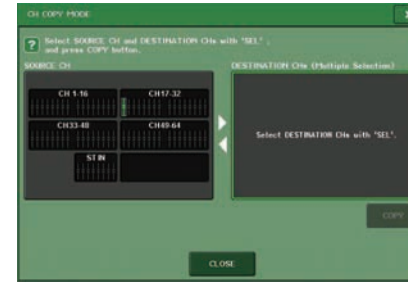 CH COPY MODE
? Select SOURCE CH and DESTINATION CHs with "SEL",
and press COPY button.
SOURCE CH
DESTINATION CHs (Multiple Selection)
CH 1-16
CH17-32
CH33-48
CH49-64
ST IN
Select DESTINATION CHs with "SEL".
COPY
CLOSE